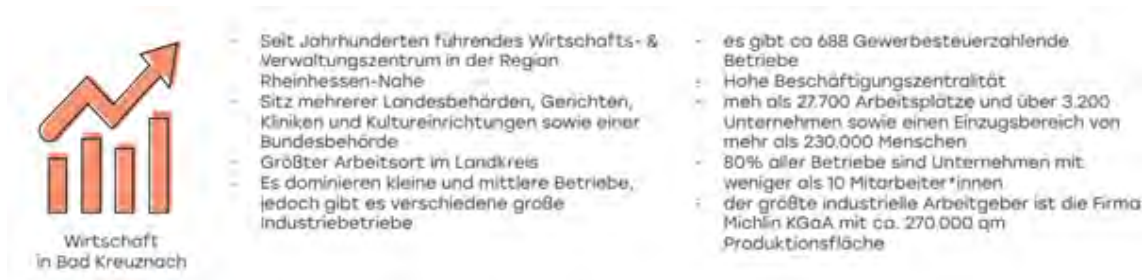 - Seit Jahrhunderten führendes Wirtschafts- &
Verwaltungszentrum in der Region
Rheinhessen-Nahe
- Sitz mehrerer Landesbehörden, Gerichten,
Kliniken und Kultureinrichtungen sowie einer
Bundesbehörde
- Größter Arbeitsort im Landkreis
- Es dominieren kleine und mittlere Betriebe,
jedoch gibt es verschiedene große
Industriebetriebe
- es gibt ca 688 Gewerbesteuerzahlende
Betriebe
- Hohe Beschäftigungszentralität
- meh als 27.700 Arbeitsplätze und über 3.200
Unternehmen sowie einen Einzugsbereich von
mehr als 230.000 Menschen
- 80% aller Betriebe sind Unternehmen mit
weniger als 10 Mitarbeiter*innen
- der größte industrielle Arbeitgeber ist die Firma
Michlin KGaA mit ca. 270.000 qm
Produktionsfläche
Wirtschaft
in Bad Kreuznach